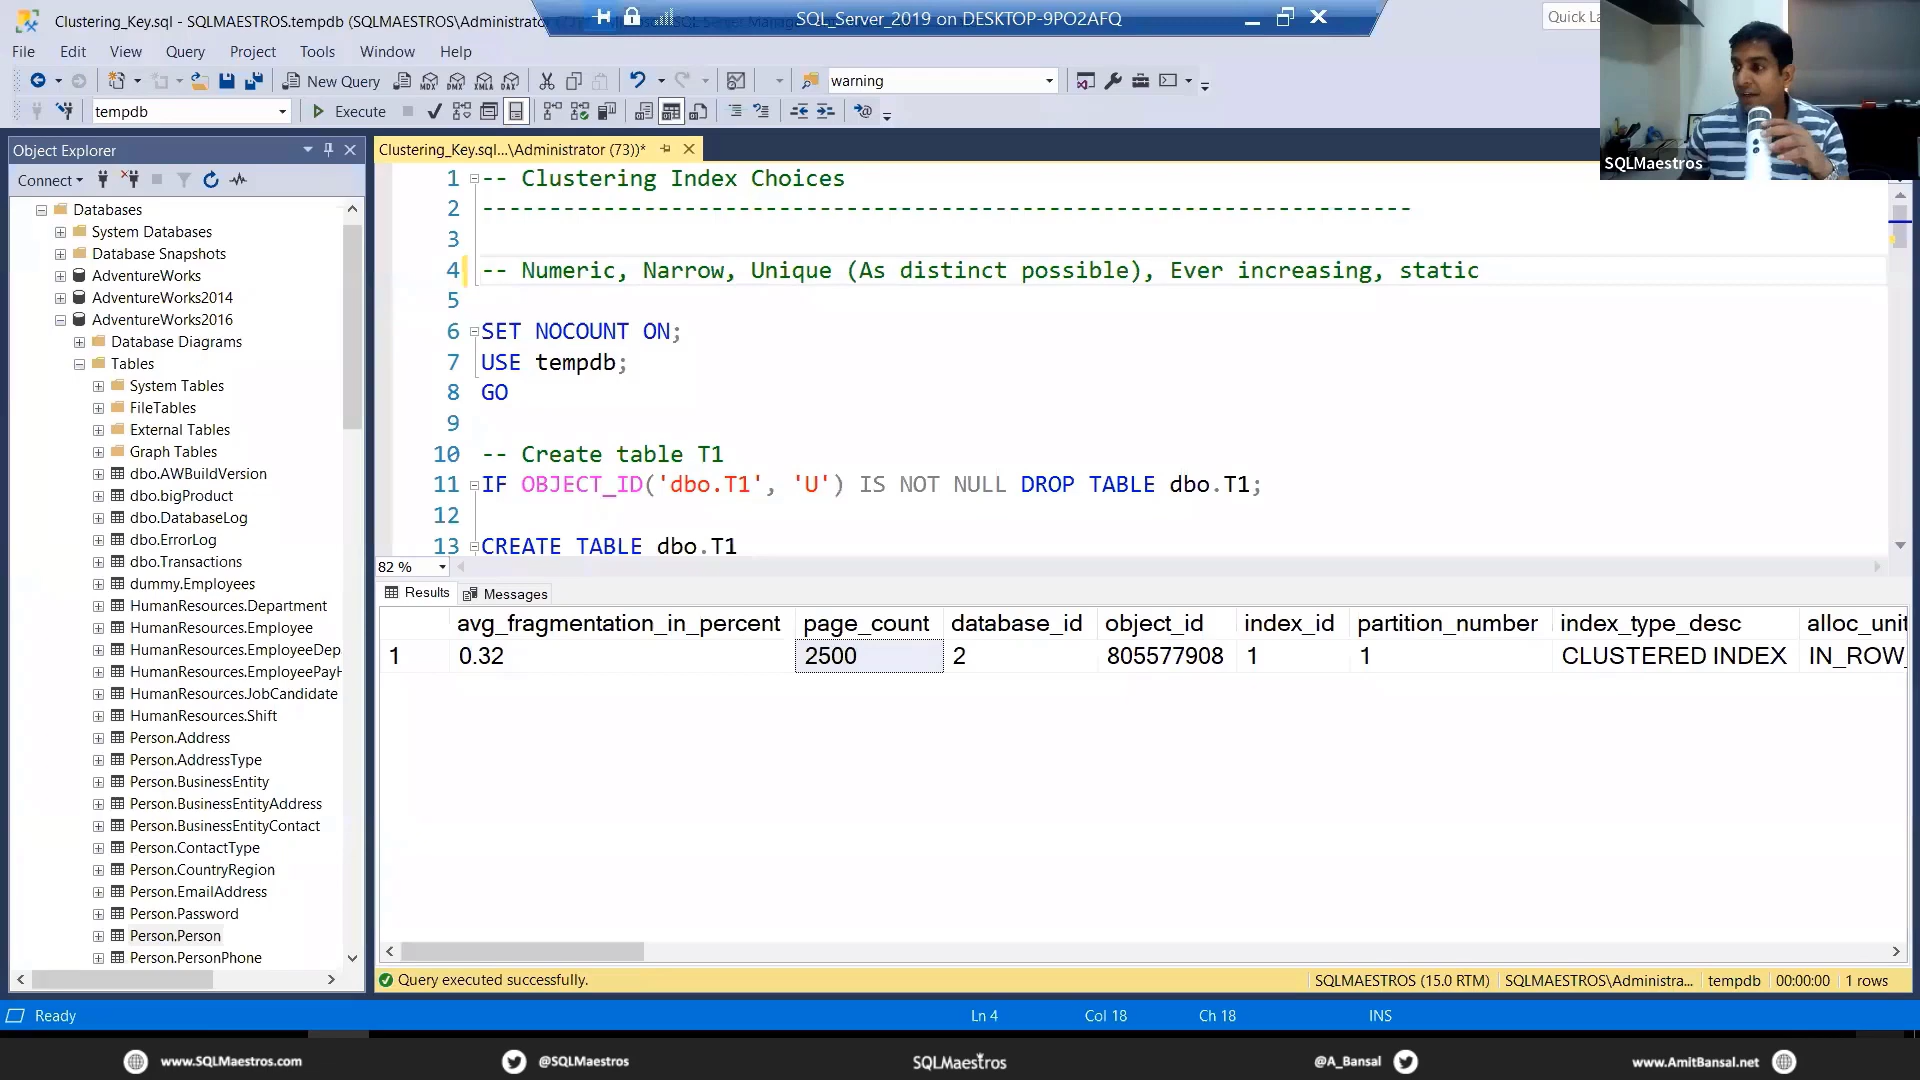 Clustering_Key.sql - SQLMAESTROS.tempdb (SQLMAESTROS\Administrator
SQL_Server_2019 on DESKTOP-9PO2AFQ
Quick La
File Edit View Query Project Tools Window Help
New Query
MDX DMX XMLA DAX
warning
tempdb
Execute
SQLMaestros
Object Explorer
Connect
Databases
System Databases
Database Snapshots
AdventureWorks
AdventureWorks2014
AdventureWorks2016
Database Diagrams
Tables
System Tables
FileTables
External Tables
Graph Tables
dbo.AWBuildVersion
dbo.bigProduct
dbo.DatabaseLog
dbo.ErrorLog
dbo.Transactions
dummy.Employees
HumanResources.Department
HumanResources.Employee
HumanResources.EmployeeDep
HumanResources.EmployeePayH
HumanResources.JobCandidate
HumanResources.Shift
Person.Address
Person.AddressType
Person.BusinessEntity
Person.BusinessEntityAddress
Person.BusinessEntityContact
Person.ContactType
Person.CountryRegion
Person.EmailAddress
Person.Password
Person.Person
Person.PersonPhone
Clustering_Key.sql...\Administrator (73))*
1 -- Clustering Index Choices
2 ---------------------------------------------------------------------
3
4 -- Numeric, Narrow, Unique (As distinct possible), Ever increasing, static
5
6 SET NOCOUNT ON;
7 USE tempdb;
8 GO
9
10 -- Create table T1
11 IF OBJECT_ID('dbo.T1', 'U') IS NOT NULL DROP TABLE dbo.T1;
12
13 CREATE TABLE dbo.T1
82 %
Results Messages
avg_fragmentation_in_percent page_count database_id object_id index_id partition_number index_type_desc alloc_unit
1 0.32 2500 2 805577908 1 1 CLUSTERED INDEX IN_ROW_
Query executed successfully. SQLMAESTROS (15.0 RTM) SQLMAESTROS\Administra... tempdb 00:00:00 1 rows
Ready Ln 4 Col 18 Ch 18 INS
www.SQLMaestros.com @SQLMaestros SQLMaestros @A_Bansal www.AmitBansal.net